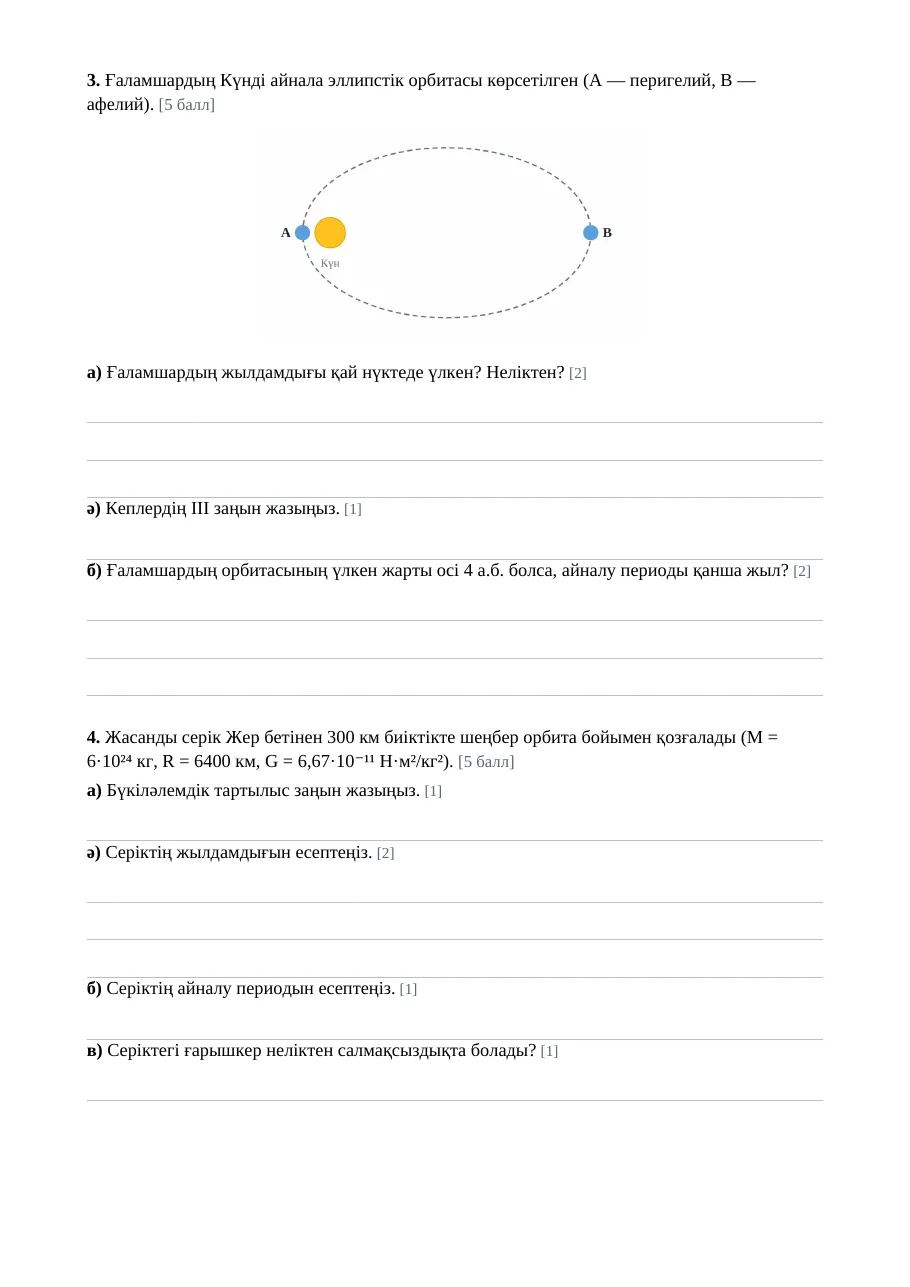 3. Ғаламшардың Күнді айнала эллипстік орбитасы көрсетілген (A — перигелий, B —
афелий). [5 балл]
A
B
Күн
а) Ғаламшардың жылдамдығы қай нүктеде үлкен? Неліктен? [2]
ә) Кеплердің III заңын жазыңыз. [1]
б) Ғаламшардың орбитасының үлкен жарты осі 4 а.б. болса, айналу периоды қанша жыл? [2]
4. Жасанды серік Жер бетінен 300 км биіктікте шеңбер орбита бойымен қозғалады (M =
6·10²⁴ кг, R = 6400 км, G = 6,67·10⁻¹¹ Н·м²/кг²). [5 балл]
а) Бүкіләлемдік тартылыс заңын жазыңыз. [1]
ә) Серіктің жылдамдығын есептеңіз. [2]
б) Серіктің айналу периодын есептеңіз. [1]
в) Серіктегі ғарышкер неліктен салмақсыздықта болады? [1]